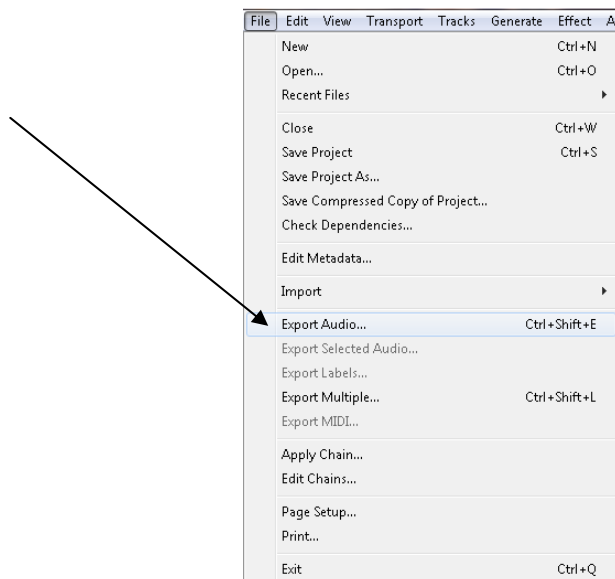 File Edit View Transport Tracks Generate Effect A
New Ctrl+N
Open... Ctrl+O
Recent Files
Close Ctrl+W
Save Project Ctrl+S
Save Project As...
Save Compressed Copy of Project...
Check Dependencies...
Edit Metadata...
Import
Export Audio... Ctrl+Shift+E
Export Selected Audio...
Export Labels...
Export Multiple... Ctrl+Shift+L
Export MIDI...
Apply Chain...
Edit Chains...
Page Setup...
Print...
Exit Ctrl+Q